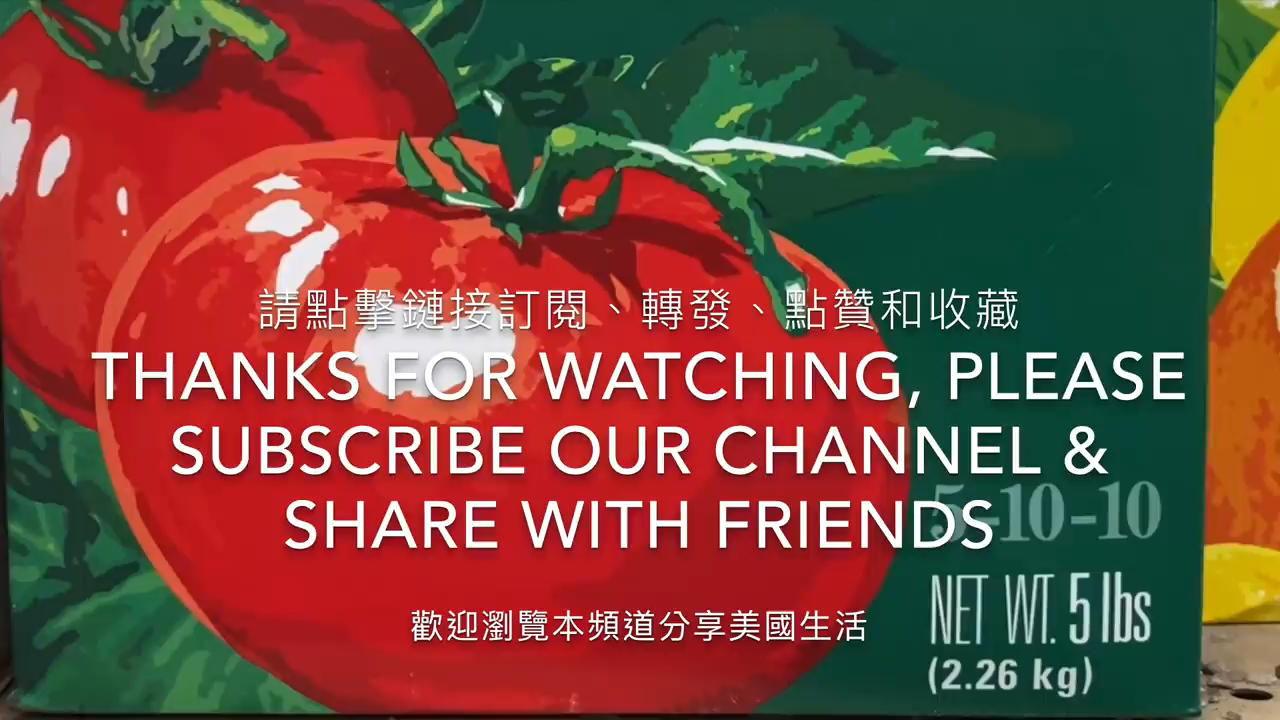 請點擊鏈接訂閱、轉發、點贊和收藏
THANKS FOR WATCHING, PLEASE
SUBSCRIBE OUR CHANNEL &
SHARE WITH FRIENDS
5-10-10
NET WT. 5 lbs
(2.26 kg)
歡迎瀏覽本頻道分享美國生活